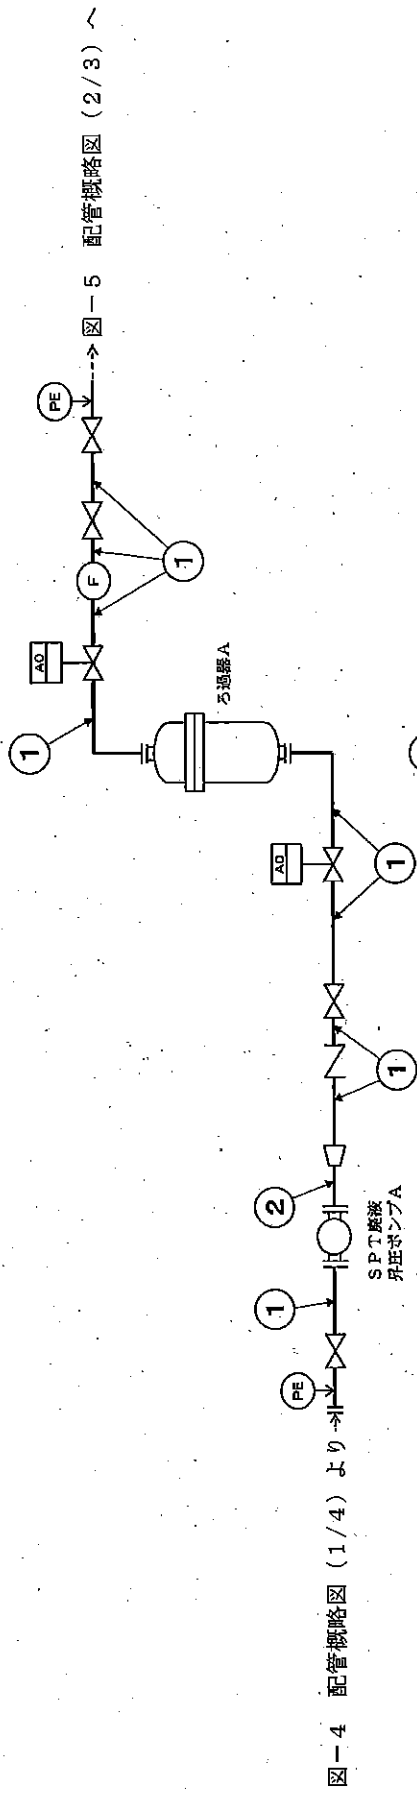 図-4 配管概略図(1/4)より
PE
1
SPT廃液
昇圧ポンプA
2
1
1
AO
ろ過器A
1
AO
F
1
PE
図-5 配管概略図(2/3)へ